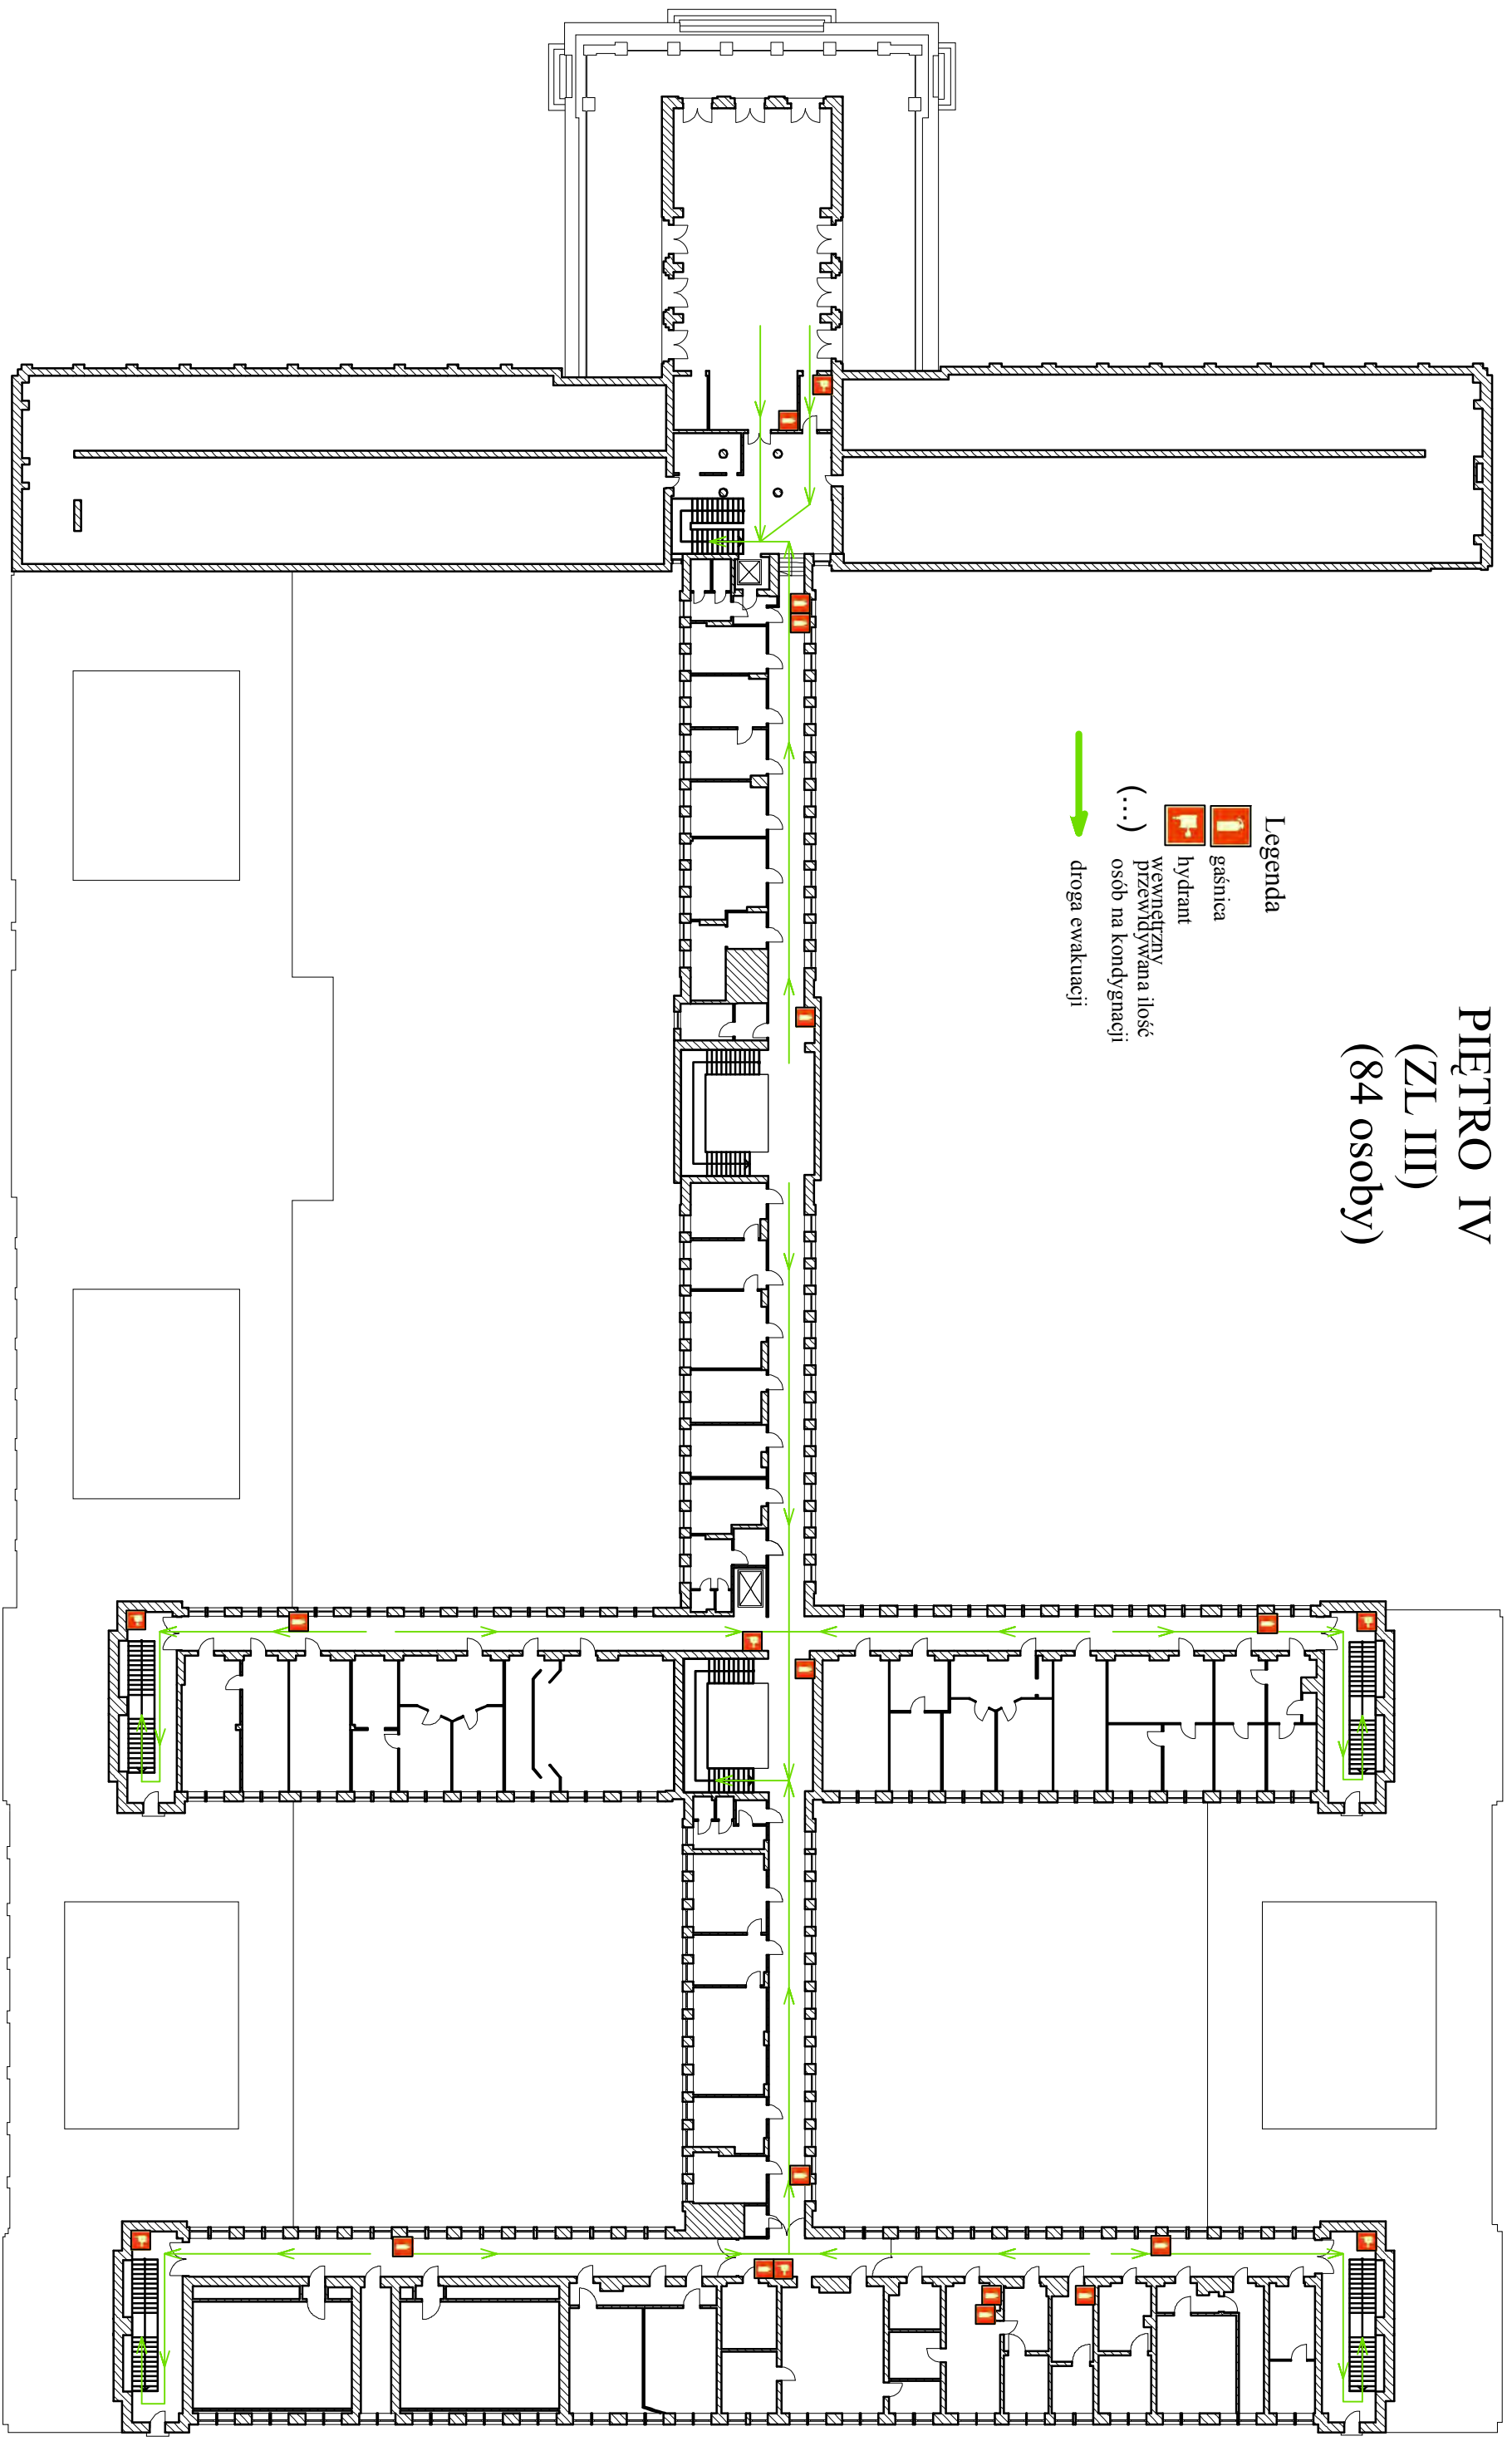 PIĘTRO IV
(ZL III)
(84 osoby)
Legenda
gaśnica
hydrant
wewnętrzny
(...)
przewidywana ilość
osób na kondygnacji
droga ewakuacji